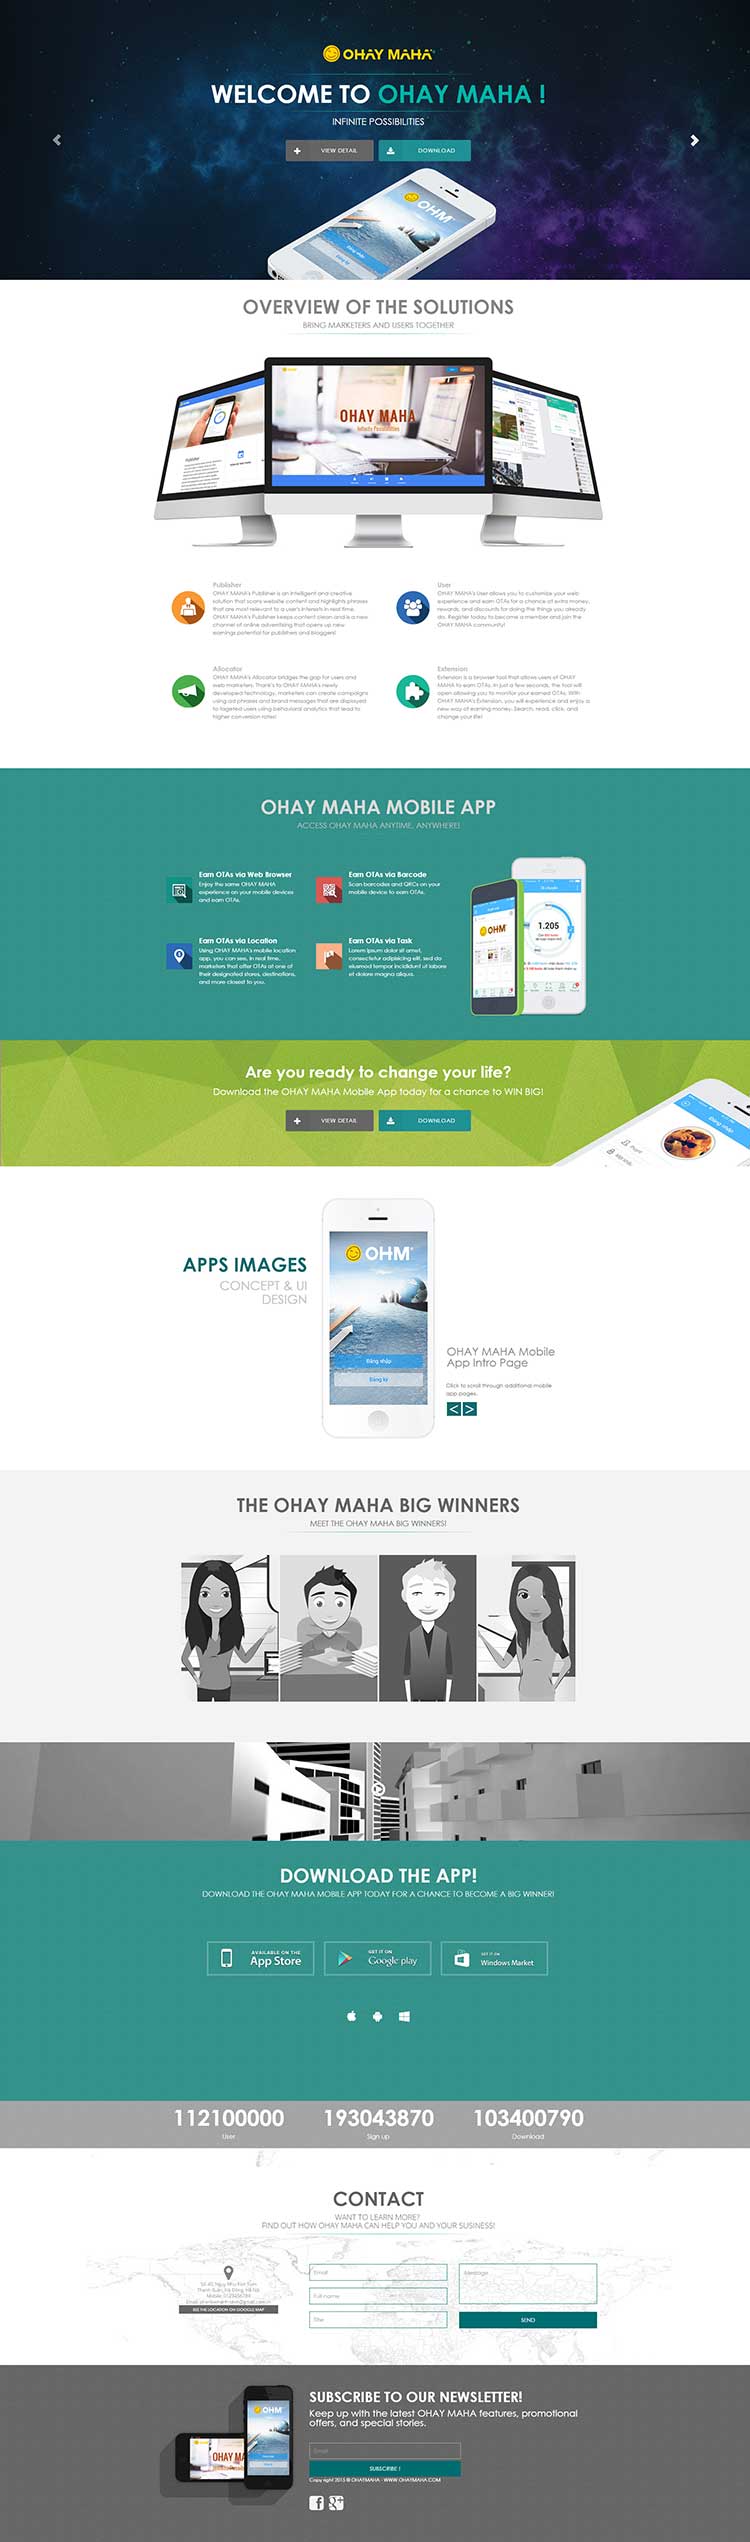 OHAY MAHA
WELCOME TO OHAY MAHA !
INFINITE POSSIBILITIES
VIEW DETAIL
DOWNLOAD
OHM
Đăng nhập
Đăng ký
OVERVIEW OF THE SOLUTIONS
BRING MARKETERS AND USERS TOGETHER
Publisher
OHAY MAHA
Infinity Possibilities
Publisher
OHAY MAHA's Publisher is an intelligent and creative
solution that scans website content and highlights phrases
that are most relevant to a user's interests in real time.
OHAY MAHA's Publisher keeps content clean and is a new
channel of online advertising that opens up new
earnings potential for publishers and bloggers!
User
OHAY MAHA's User allows you to customize your web
experience and earn OTAs for a chance at extra money,
rewards, and discounts for doing the things you already
do. Register today to become a member and join the
OHAY MAHA community!
Allocator
OHAY MAHA's Allocator bridges the gap for users and
web marketers. Thanks to OHAY MAHA's newly
developed technology, marketers can create campaigns
using ad phrases and brand messages that are displayed
to targeted users using behavioral analytics that lead to
higher conversion rates!
Extension
Extension is a browser tool that allows users of OHAY
MAHA to earn OTAs. In just a few seconds, the tool will
open allowing you to monitor your earned OTAs. With
OHAY MAHA's Extension, you will experience and enjoy a
new way of earning money. Search, read, click, and
change your life!
OHAY MAHA MOBILE APP
ACCESS OHAY MAHA ANYTIME, ANYWHERE!
Earn OTAs via Web Browser
Enjoy the same OHAY MAHA
experience on your mobile devices
and earn OTAs.
Earn OTAs via Barcode
Scan barcodes and QRCs on your
mobile device to earn OTAs.
Earn OTAs via Location
Using OHAY MAHA's mobile location
app, you can see, in real time,
marketers that offer OTAs at one of
their designated stores, destinations,
and more closest to you.
Earn OTAs via Task
Lorem ipsum dolor sit amet,
consectetur adipisicing elit, sed do
eiusmod tempor incididunt ut labore
et dolore magna aliqua.
OHM
1.205
Are you ready to change your life?
Download the OHAY MAHA Mobile App today for a chance to WIN BIG!
VIEW DETAIL
DOWNLOAD
Đăng nhập
APPS IMAGES
CONCEPT & UI
DESIGN
OHM
Đăng nhập
Đăng ký
OHAY MAHA Mobile
App Intro Page
Click to scroll through additional mobile
app pages.
< >
THE OHAY MAHA BIG WINNERS
MEET THE OHAY MAHA BIG WINNERS!
DOWNLOAD THE APP!
DOWNLOAD THE OHAY MAHA MOBILE APP TODAY FOR A CHANCE TO BECOME A BIG WINNER!
AVAILABLE ON THE
App Store
GET IT ON
Google play
GET IT ON
Windows Market
112100000
User
193043870
Sign up
103400790
Download
CONTACT
WANT TO LEARN MORE?
FIND OUT HOW OHAY MAHA CAN HELP YOU AND YOUR SUSINESS!
SEE THE LOCATION ON GOOGLE MAP
Email
Full name
Title
Message
SEND
OHM
OHAY MA
SUBSCRIBE TO OUR NEWSLETTER!
Keep up with the latest OHAY MAHA features, promotional
offers, and special stories.
Email
SUBSCRIBE !
Copy right 2015 © OHAYMAHA - WWW.OHAYMAHA.COM